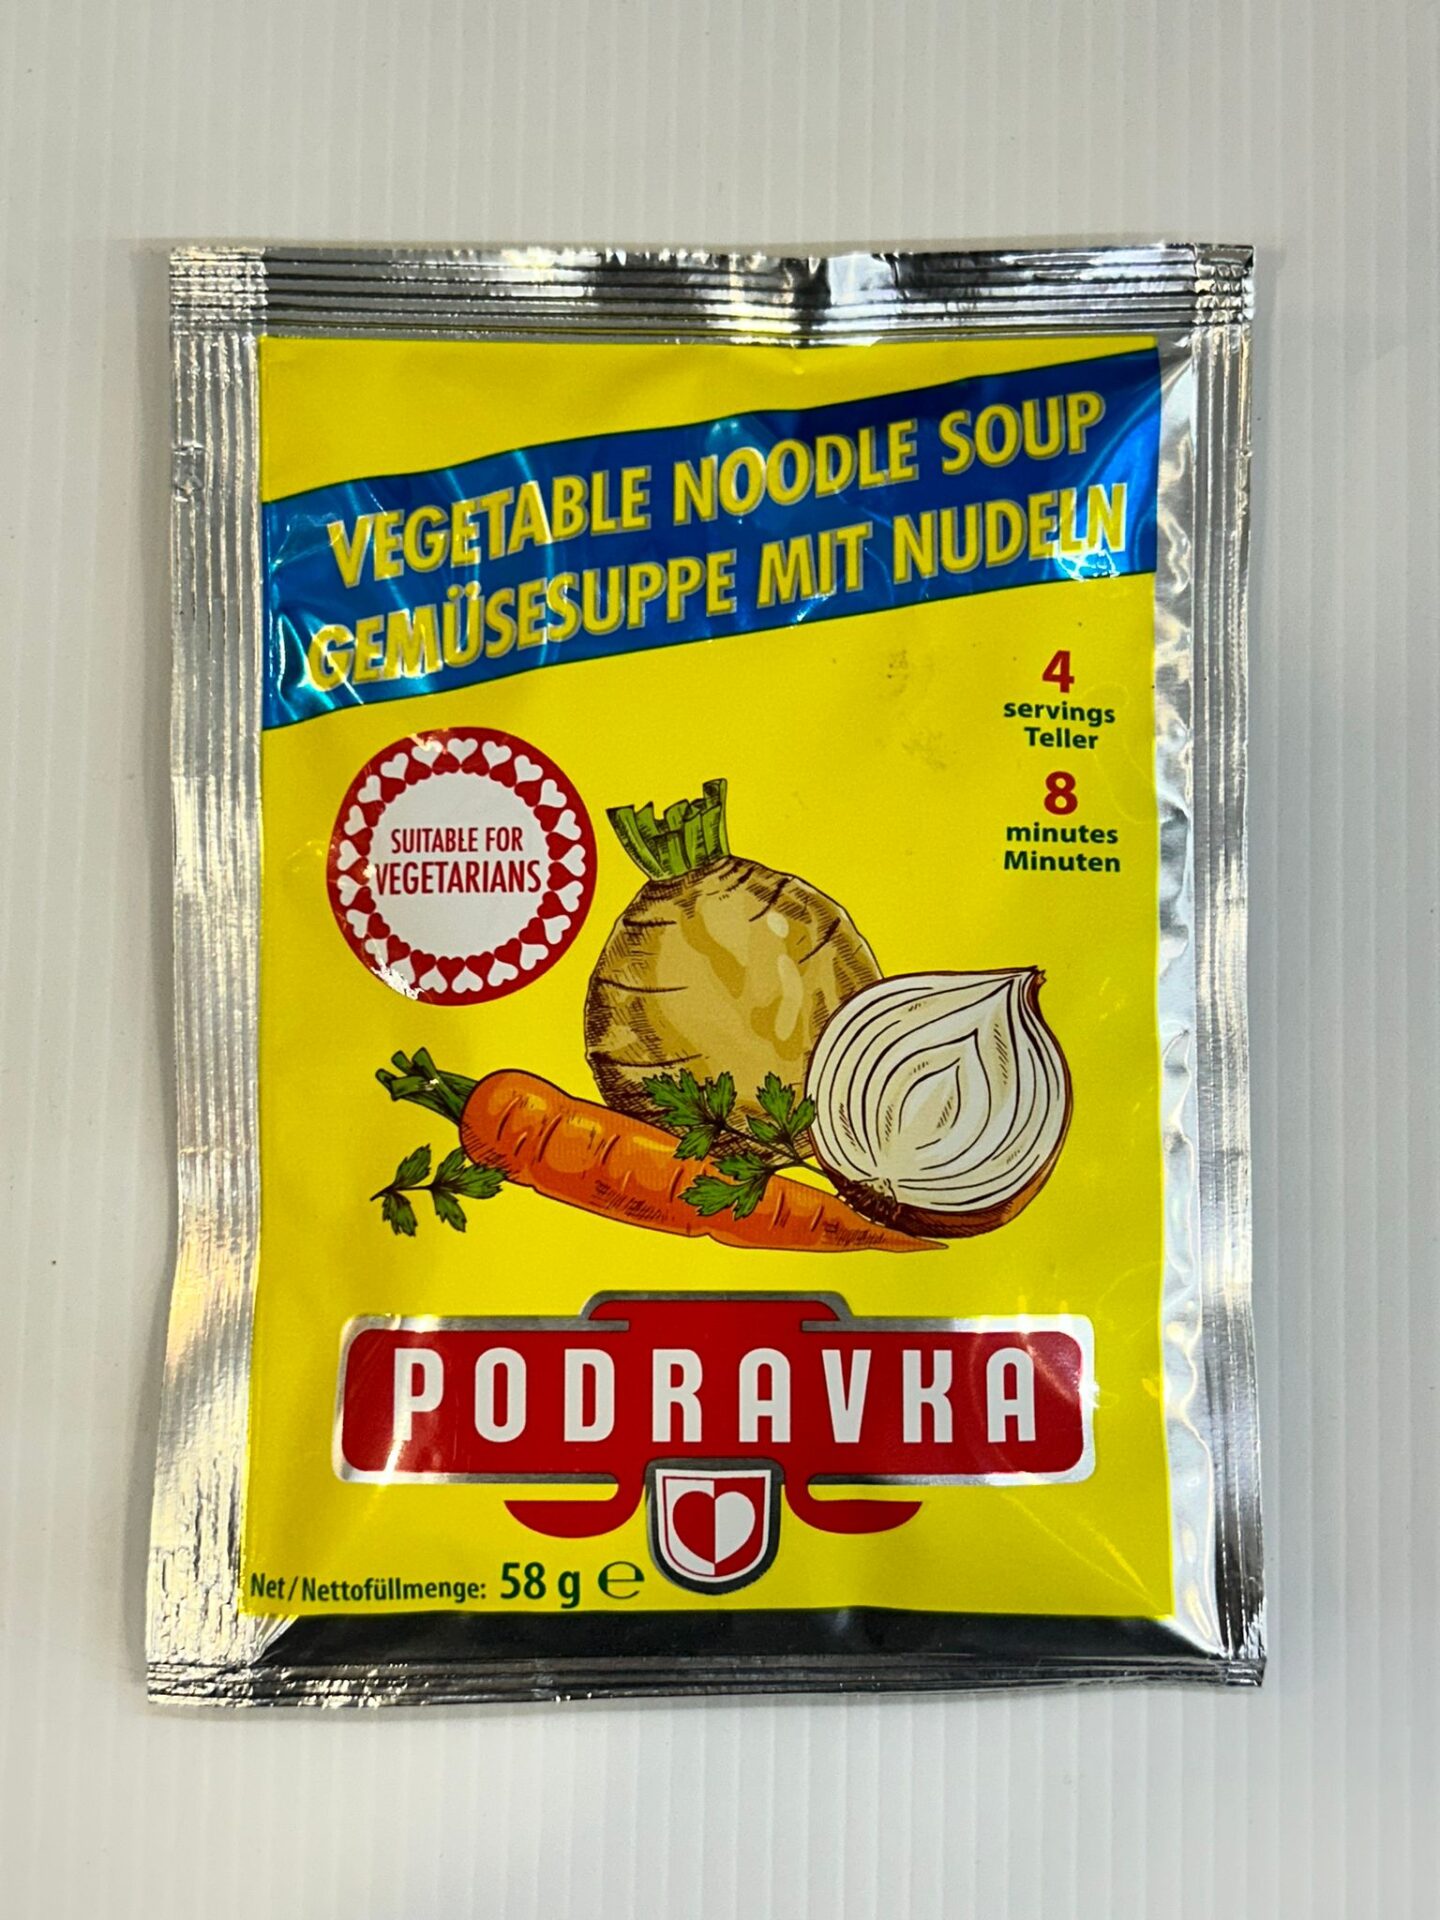 VEGETABLE NOODLE SOUP
GEMÜSESUPPE MIT NUDELN
4
servings
Teller
8
minutes
Minuten
SUITABLE FOR
VEGETARIANS
PODRAVKA
Net/Nettofüllmenge: 58 g ℮